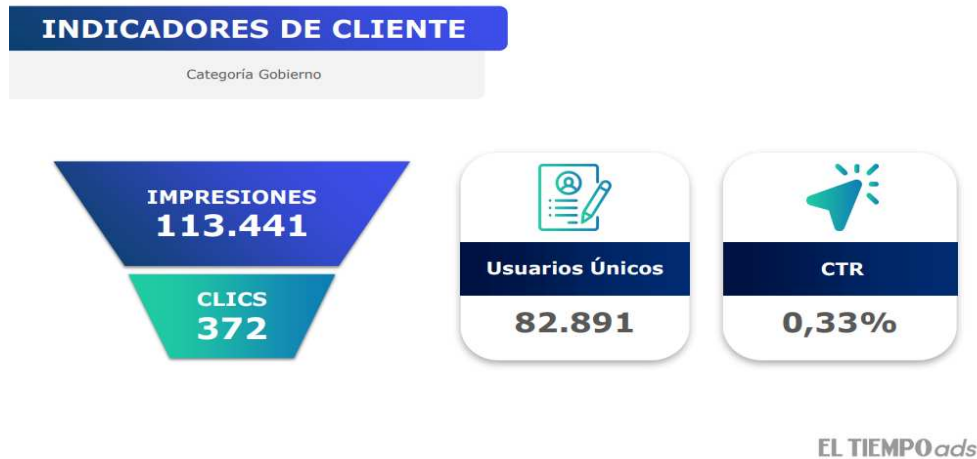 INDICADORES DE CLIENTE
Categoría Gobierno
IMPRESIONES
113.441
CLICS
372
Usuarios Únicos
82.891
CTR
0,33%
EL TIEMPO ads